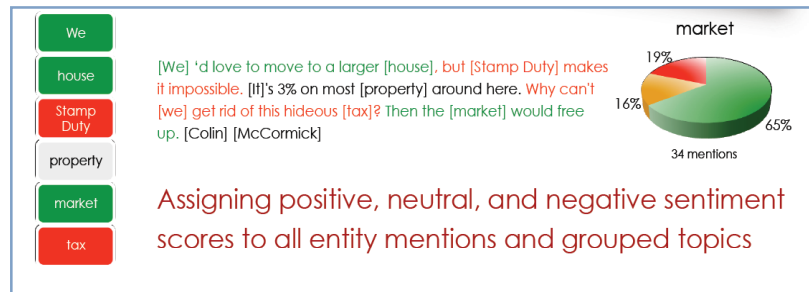 We
house
Stamp
Duty
property
market
tax
[We] ‘d love to move to a larger [house], but [Stamp Duty] makes
it impossible. [It]'s 3% on most [property] around here. Why can't
[we] get rid of this hideous [tax]? Then the [market] would free
up. [Colin] [McCormick]
market
19%
16%
65%
34 mentions
Assigning positive, neutral, and negative sentiment
scores to all entity mentions and grouped topics